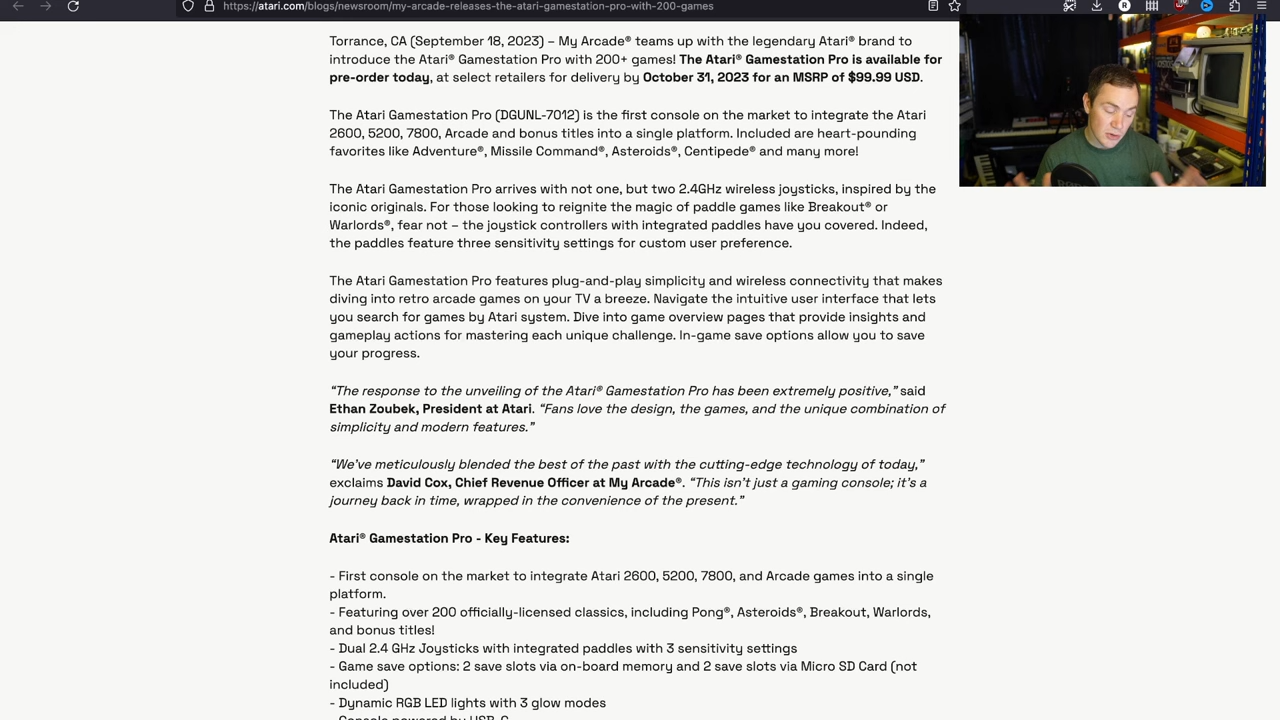 https://atari.com/blogs/newsroom/my-arcade-releases-the-atari-gamestation-pro-with-200-games
Torrance, CA (September 18, 2023) – My Arcade® teams up with the legendary Atari® brand to
introduce the Atari® Gamestation Pro with 200+ games! The Atari® Gamestation Pro is available for
pre-order today, at select retailers for delivery by October 31, 2023 for an MSRP of $99.99 USD.
The Atari Gamestation Pro (DGUNL-7012) is the first console on the market to integrate the Atari
2600, 5200, 7800, Arcade and bonus titles into a single platform. Included are heart-pounding
favorites like Adventure®, Missile Command®, Asteroids®, Centipede® and many more!
The Atari Gamestation Pro arrives with not one, but two 2.4GHz wireless joysticks, inspired by the
iconic originals. For those looking to reignite the magic of paddle games like Breakout® or
Warlords®, fear not – the joystick controllers with integrated paddles have you covered. Indeed,
the paddles feature three sensitivity settings for custom user preference.
The Atari Gamestation Pro features plug-and-play simplicity and wireless connectivity that makes
diving into retro arcade games on your TV a breeze. Navigate the intuitive user interface that lets
you search for games by Atari system. Dive into game overview pages that provide insights and
gameplay actions for mastering each unique challenge. In-game save options allow you to save
your progress.
“The response to the unveiling of the Atari® Gamestation Pro has been extremely positive,” said
Ethan Zoubek, President at Atari. “Fans love the design, the games, and the unique combination of
simplicity and modern features.”
“We’ve meticulously blended the best of the past with the cutting-edge technology of today,”
exclaims David Cox, Chief Revenue Officer at My Arcade®. “This isn’t just a gaming console; it’s a
journey back in time, wrapped in the convenience of the present.”
Atari® Gamestation Pro - Key Features:
- First console on the market to integrate Atari 2600, 5200, 7800, and Arcade games into a single
platform.
- Featuring over 200 officially-licensed classics, including Pong®, Asteroids®, Breakout, Warlords,
and bonus titles!
- Dual 2.4 GHz Joysticks with integrated paddles with 3 sensitivity settings
- Game save options: 2 save slots via on-board memory and 2 save slots via Micro SD Card (not
included)
- Dynamic RGB LED lights with 3 glow modes
- Console powered by USB-C